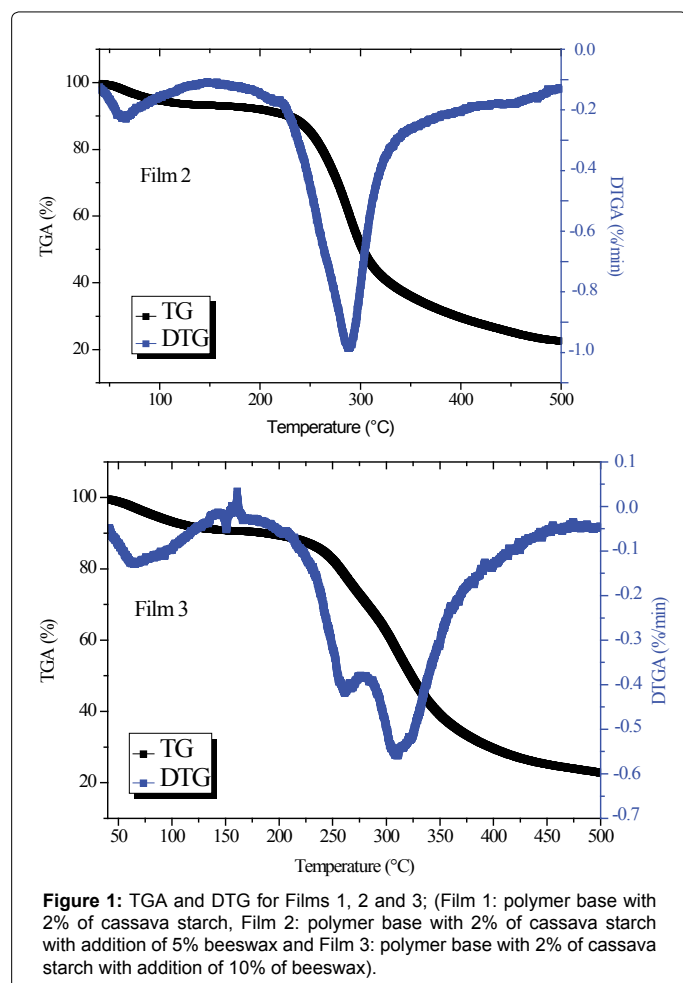 100
80
60
40
20
TGA (%)
Film 2
TG
DTG
0.0
-0.2
-0.4
-0.6
-0.8
-1.0
DTGA (%/min)
100
200
300
400
500
Temperature (°C)
100
80
60
40
20
TGA (%)
Film 3
TG
DTG
0.1
0.0
-0.1
-0.2
-0.3
-0.4
-0.5
-0.6
-0.7
DTGA (%/min)
50
100
150
200
250
300
350
400
450
500
Temperature (°C)
Figure 1: TGA and DTG for Films 1, 2 and 3; (Film 1: polymer base with
2% of cassava starch, Film 2: polymer base with 2% of cassava starch
with addition of 5% beeswax and Film 3: polymer base with 2% of cassava
starch with addition of 10% of beeswax).